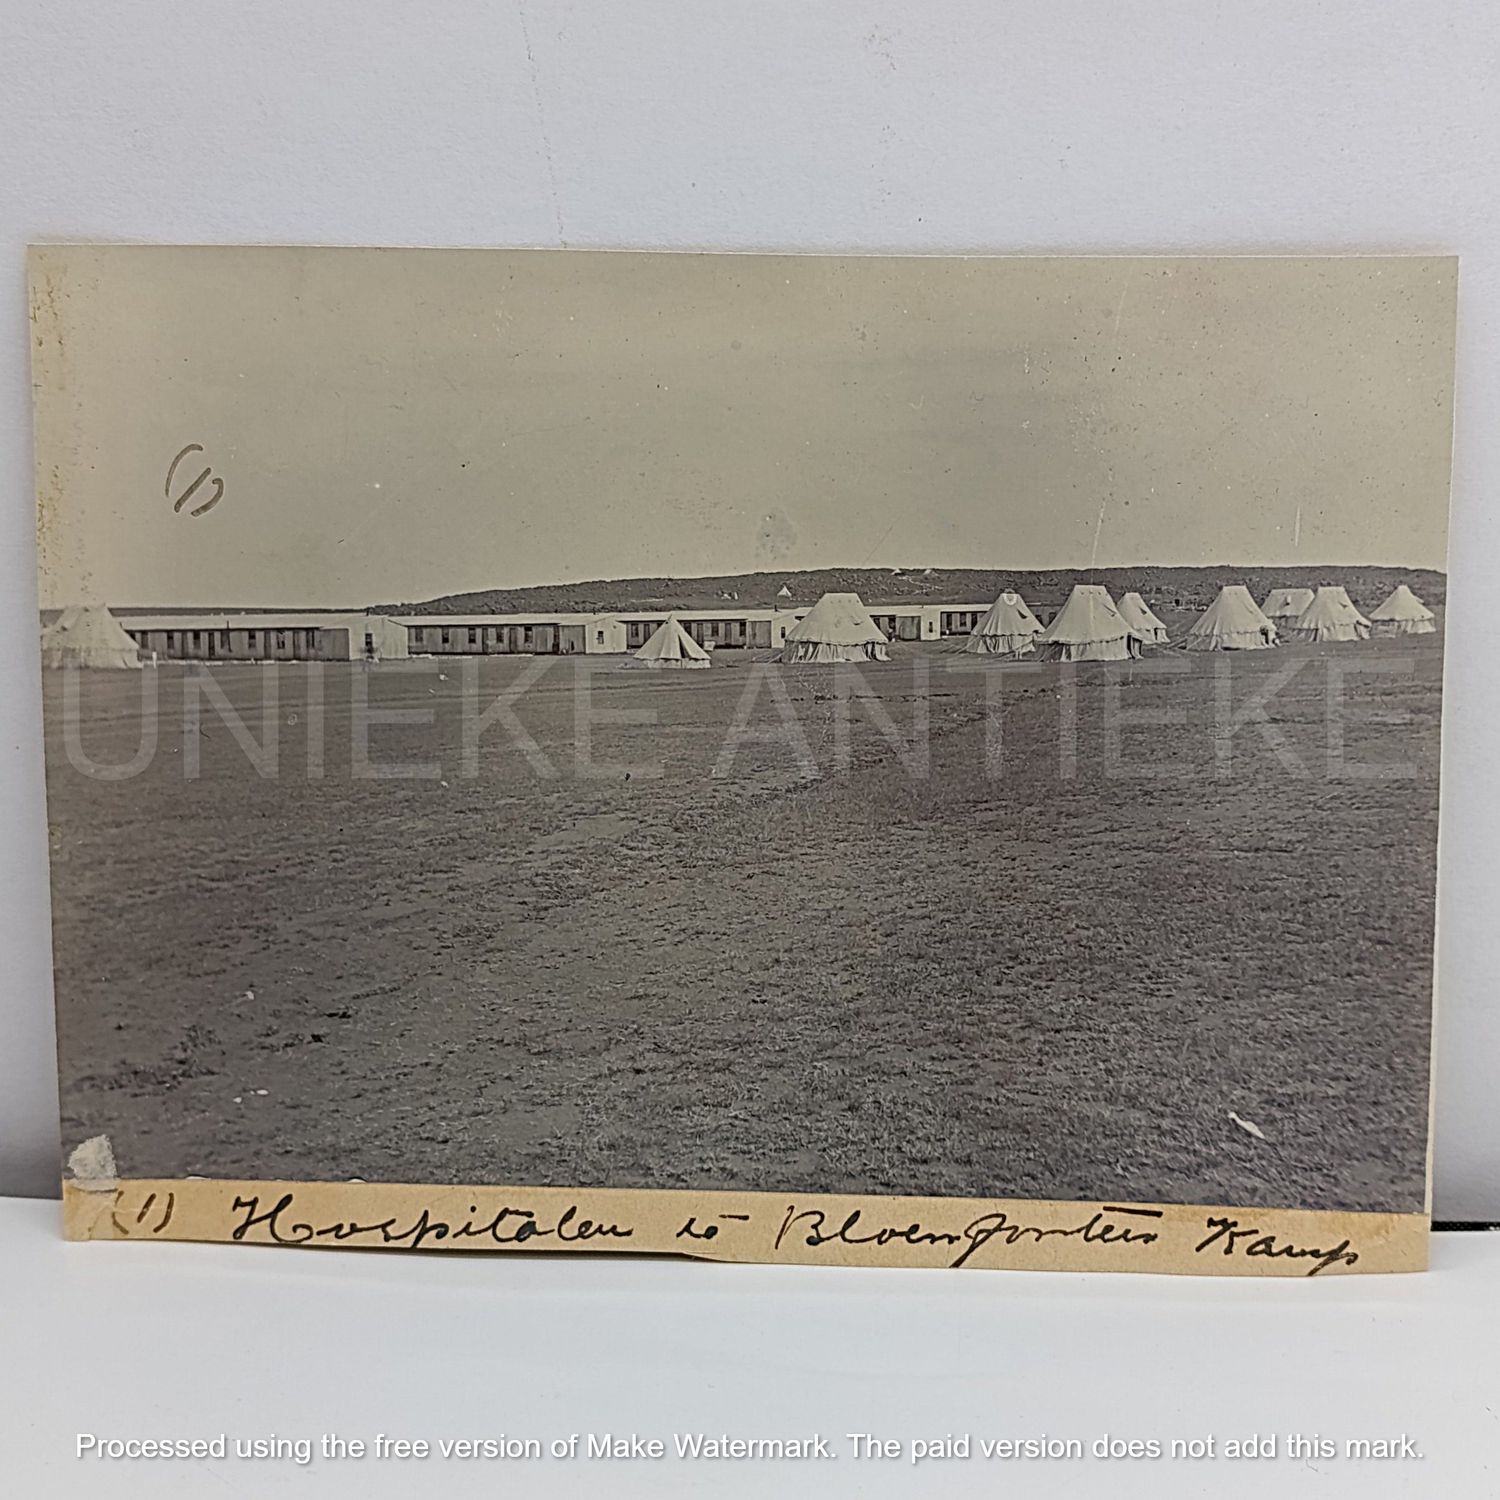 (1)
UNIEKE ANTIEKE
(1) Hospitalen in Bloemfontein Kamp
Processed using the free version of Make Watermark. The paid version does not add this mark.